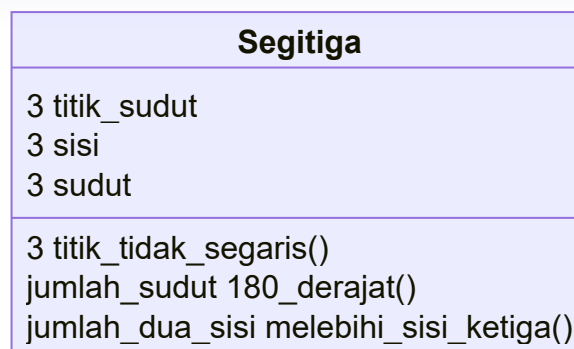 Segitiga
3 titik_sudut
3 sisi
3 sudut
3 titik_tidak_segaris()
jumlah_sudut 180_derajat()
jumlah_dua_sisi melebihi_sisi_ketiga()